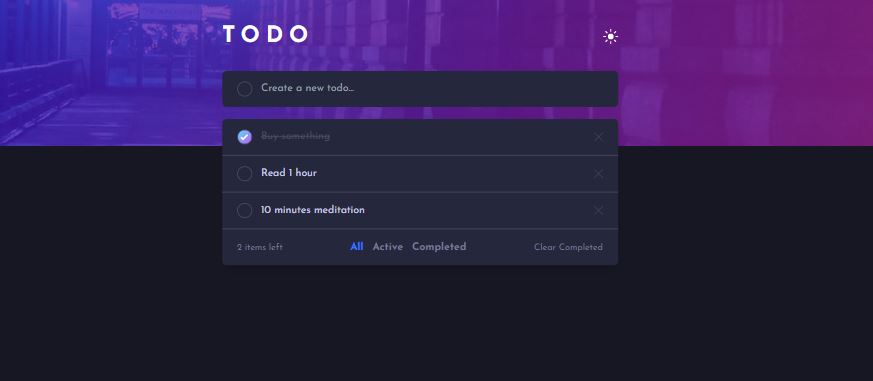 TODO
Create a new todo...
Buy something
Read 1 hour
10 minutes meditation
2 items left All Active Completed Clear Completed